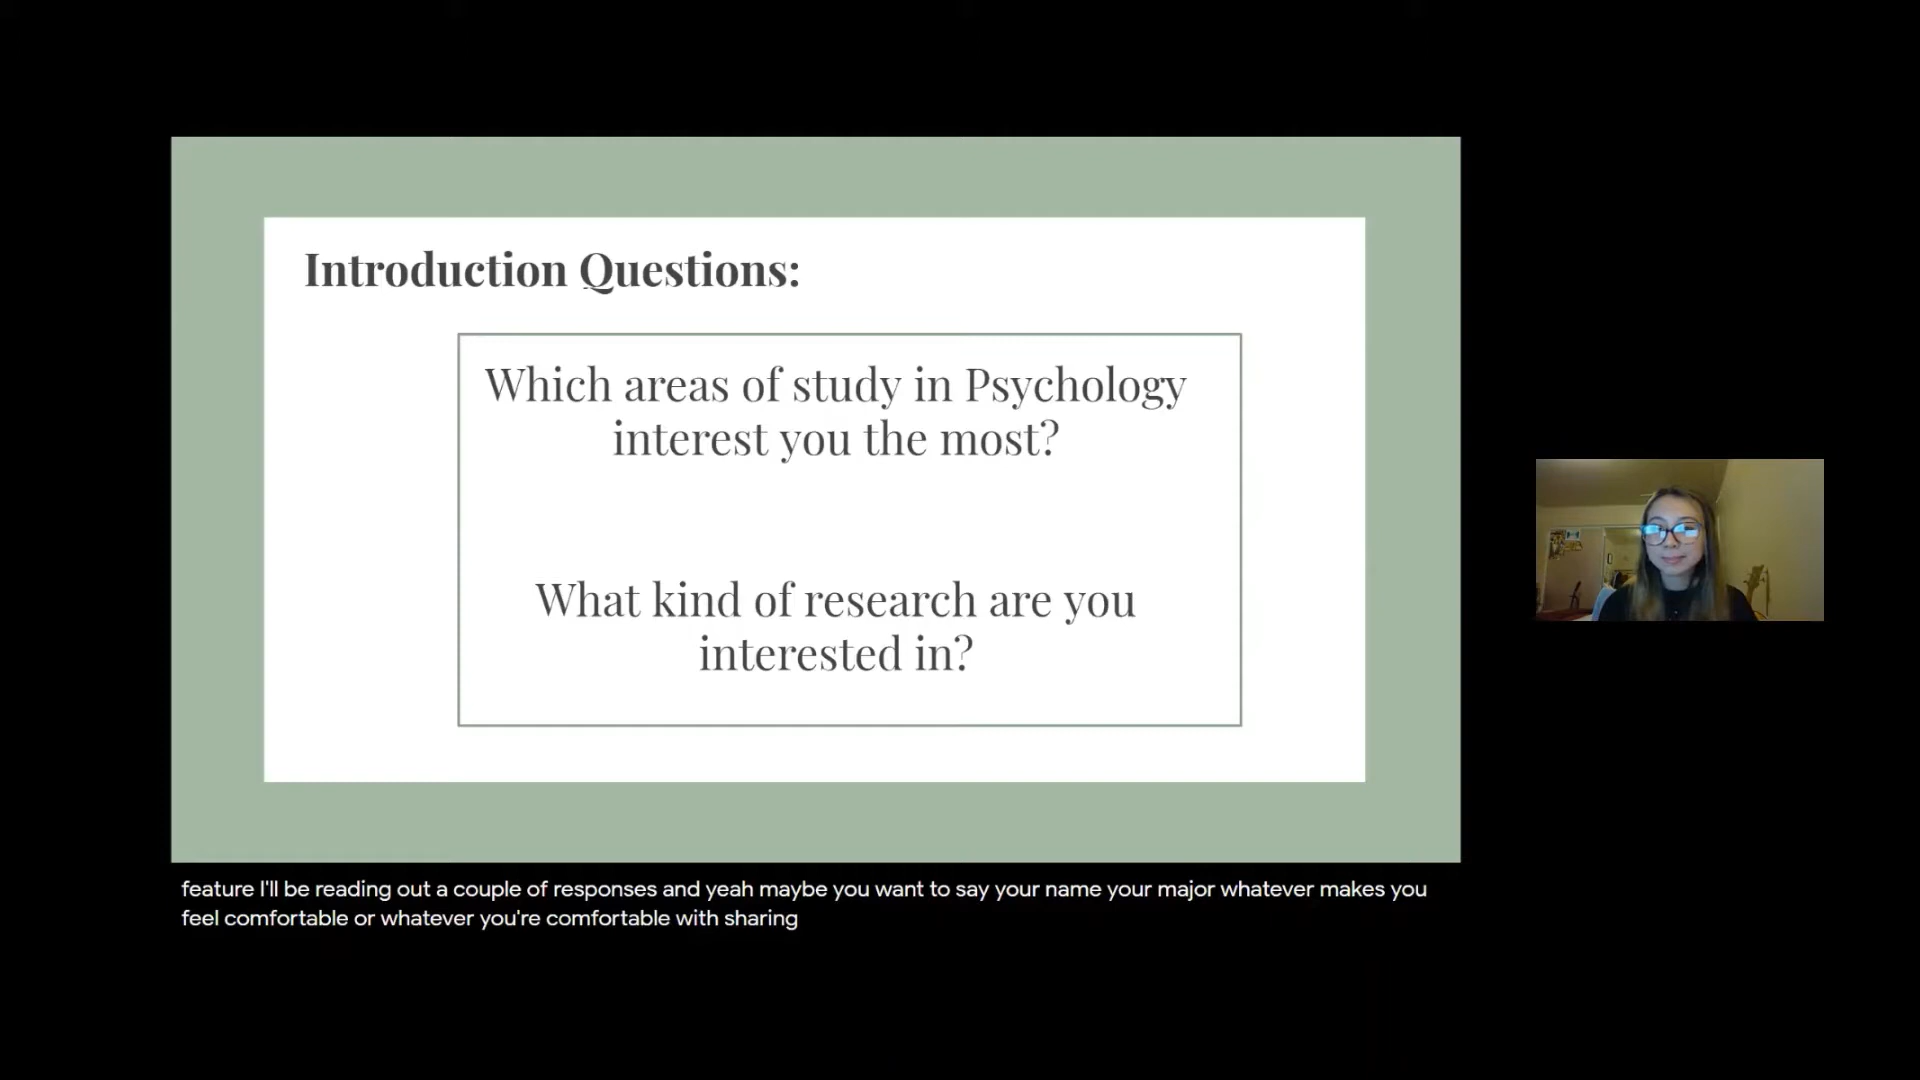 Introduction Questions:
Which areas of study in Psychology
interest you the most?
What kind of research are you
interested in?
feature I'll be reading out a couple of responses and yeah maybe you want to say your name your major whatever makes you
feel comfortable or whatever you're comfortable with sharing